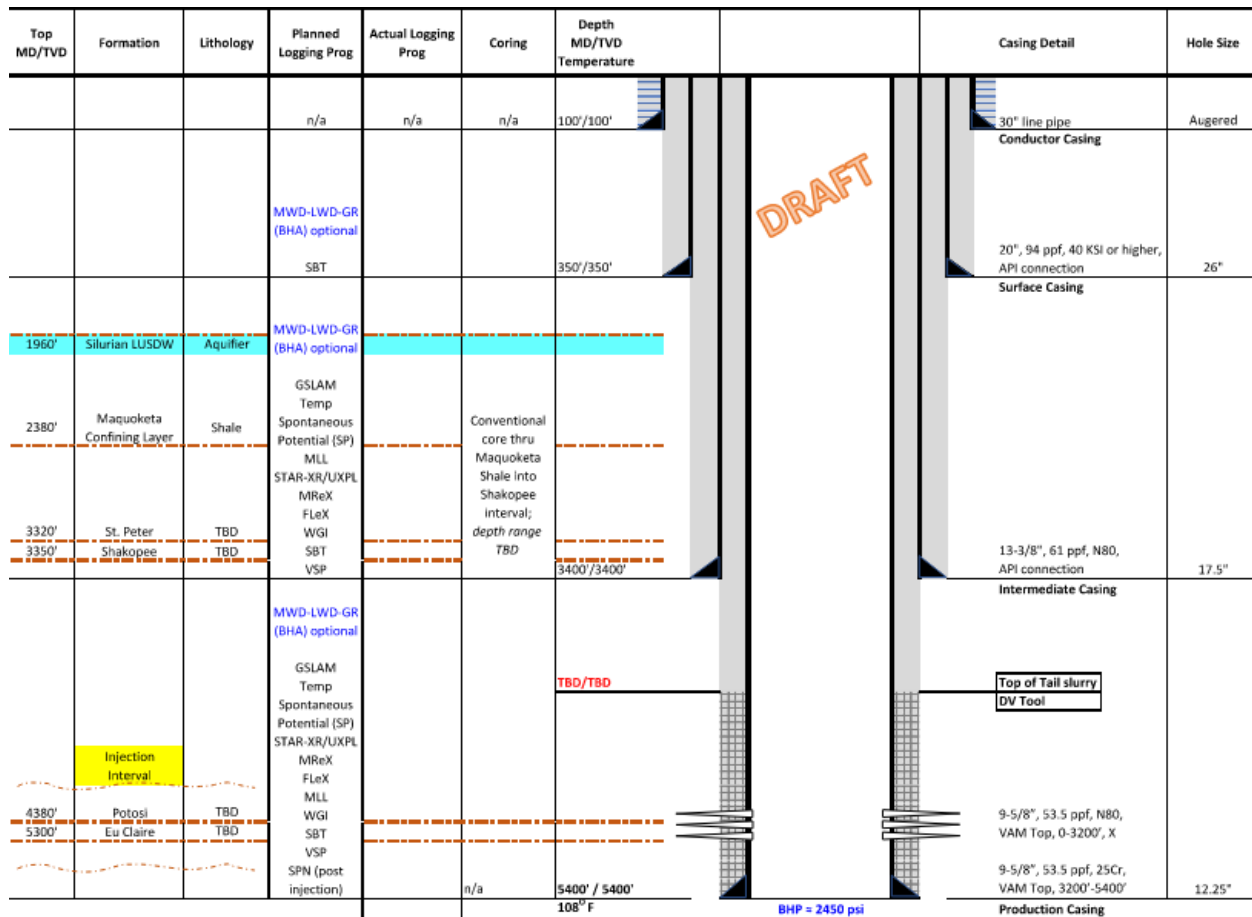 Top MD/TVD
Formation
Lithology
Planned Logging Prog
Actual Logging Prog
Coring
Depth MD/TVD Temperature
Casing Detail
Hole Size
n/a
n/a
n/a
100'/100'
30" line pipe
Augered
Conductor Casing
DRAFT
MWD-LWD-GR
(BHA) optional
SBT
350'/350'
20", 94 ppf, 40 KSI or higher,
API connection
26"
Surface Casing
MWD-LWD-GR
(BHA) optional
1960'
Silurian LUSDW
Aquifier
GSLAM
Temp
Spontaneous
Potential (SP)
MLL
STAR-XR/UXPL
MReX
FLeX
WGI
SBT
VSP
2380'
Maquoketa
Confining Layer
Shale
Conventional
core thru
Maquoketa
Shale into
Shakopee
interval;
depth range
TBD
3320'
St. Peter
TBD
3350'
Shakopee
TBD
3400'/3400'
13-3/8", 61 ppf, N80,
API connection
17.5"
Intermediate Casing
MWD-LWD-GR
(BHA) optional
GSLAM
Temp
Spontaneous
Potential (SP)
STAR-XR/UXPL
MReX
FLeX
MLL
WGI
SBT
VSP
SPN (post
injection)
TBD/TBD
Top of Tail slurry
DV Tool
Injection
Interval
4380'
Potosi
TBD
5300'
Eu Claire
TBD
9-5/8", 53.5 ppf, N80,
VAM Top, 0-3200', X
9-5/8", 53.5 ppf, 25Cr,
VAM Top, 3200'-5400'
12.25"
n/a
5400' / 5400'
108° F
BHP = 2450 psi
Production Casing